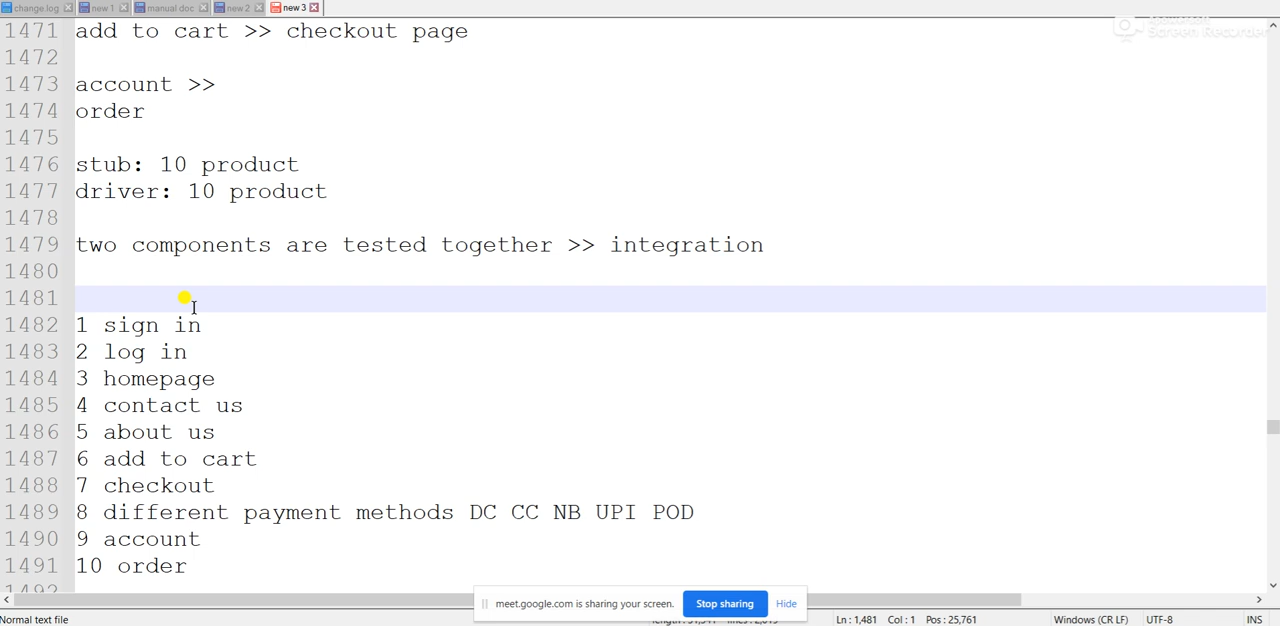 change.log new 1 manual doc new 2 new 3
Screen Recorder
1471 add to cart >> checkout page
1472
1473 account >>
1474 order
1475
1476 stub: 10 product
1477 driver: 10 product
1478
1479 two components are tested together >> integration
1480
1481
1482 1 sign in
1483 2 log in
1484 3 homepage
1485 4 contact us
1486 5 about us
1487 6 add to cart
1488 7 checkout
1489 8 different payment methods DC CC NB UPI POD
1490 9 account
1491 10 order
1492
meet.google.com is sharing your screen. Stop sharing Hide
Normal text file Ln : 1,481 Col : 1 Pos : 25,761 Windows (CR LF) UTF-8 INS